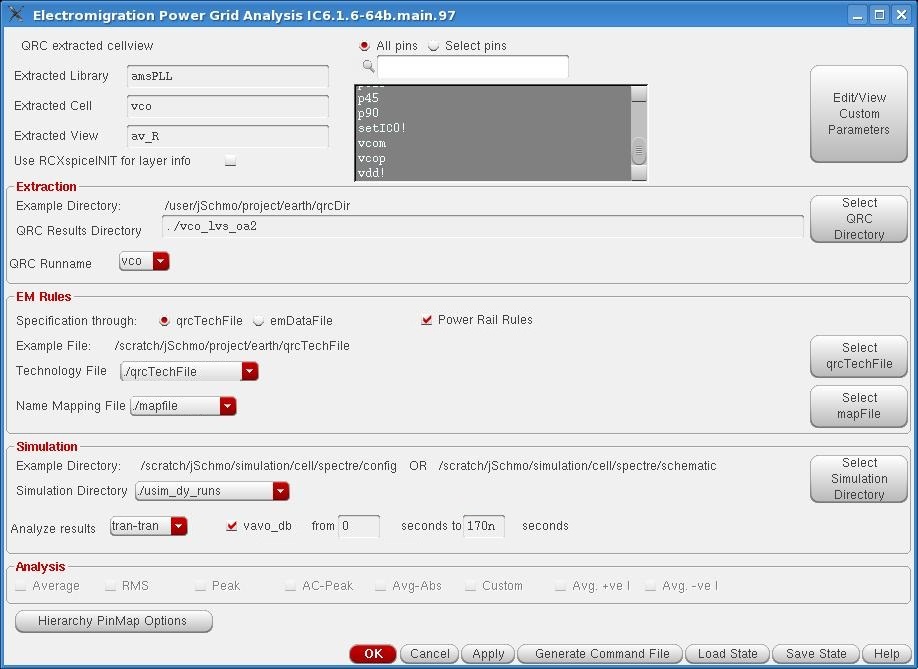 Electromigration Power Grid Analysis IC6.1.6-64b.main.97
QRC extracted cellview
All pins Select pins
Extracted Library amsPLL
Extracted Cell vco
Extracted View av_R
Use RCXspiceINIT for layer info
p45
p90
setIC0!
vcom
vcop
vdd!
Edit/View
Custom
Parameters
Extraction
Example Directory: /user/jSchmo/project/earth/qrcDir
QRC Results Directory ./vco_lvs_oa2
QRC Runname vco
Select
QRC
Directory
EM Rules
Specification through: qrcTechFile emDataFile Power Rail Rules
Example File: /scratch/jSchmo/project/earth/qrcTechFile
Technology File ./qrcTechFile
Name Mapping File ./mapfile
Select
qrcTechFile
Select
mapFile
Simulation
Example Directory: /scratch/jSchmo/simulation/cell/spectre/config OR /scratch/jSchmo/simulation/cell/spectre/schematic
Simulation Directory ./usim_dy_runs
Select
Simulation
Directory
Analyze results tran-tran vavo_db from 0 seconds to 170n seconds
Analysis
Average RMS Peak AC-Peak Avg-Abs Custom Avg. +ve I Avg. -ve I
Hierarchy PinMap Options
OK Cancel Apply Generate Command File Load State Save State Help